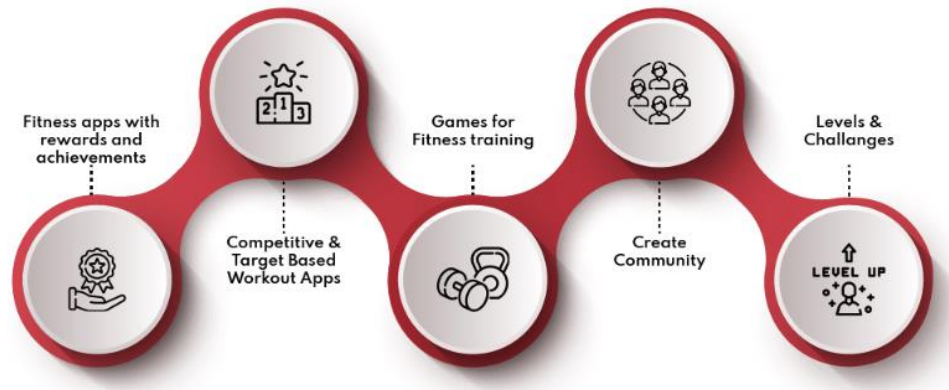 Fitness apps with
rewards and
achievements
2 1 3
Competitive &
Target Based
Workout Apps
Games for
Fitness training
Create
Community
Levels &
Challanges
LEVEL UP